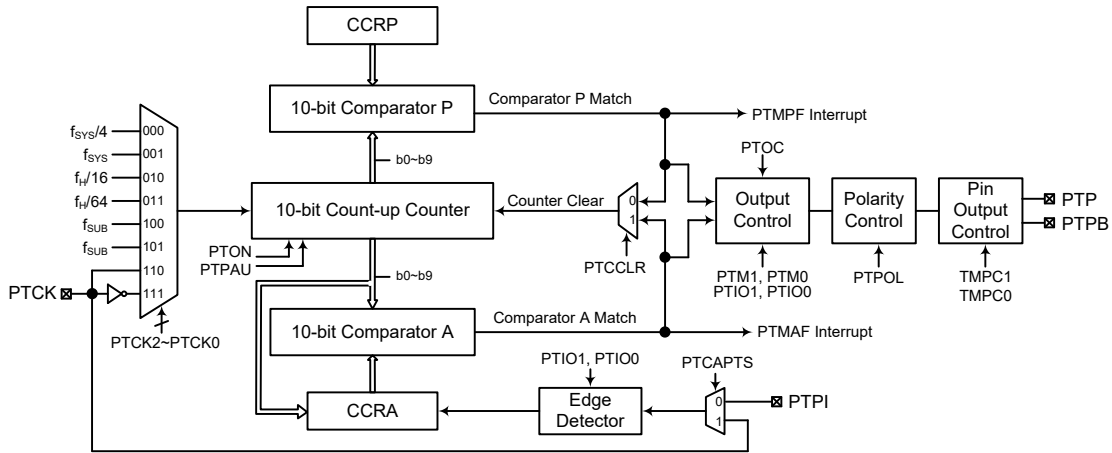 CCRP
10-bit Comparator P
Comparator P Match
PTMPF Interrupt
fSYS/4
000
fSYS
001
fH/16
010
fH/64
011
fSUB
100
fSUB
101
110
111
PTCK
PTCK2~PTCK0
b0~b9
10-bit Count-up Counter
Counter Clear
0
1
PTCCLR
PTON
PTPAU
b0~b9
PTOC
Output
Control
PTM1, PTM0
PTIO1, PTIO0
Polarity
Control
PTPOL
Pin
Output
Control
TMPC1
TMPC0
PTP
PTPB
10-bit Comparator A
Comparator A Match
PTMAF Interrupt
CCRA
PTIO1, PTIO0
Edge
Detector
PTCAPTS
0
1
PTPI